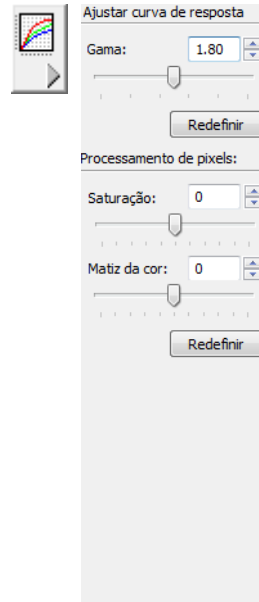 Ajustar curva de resposta
Gama: 1.80
Redefinir
Processamento de pixels:
Saturação: 0
Matiz da cor: 0
Redefinir